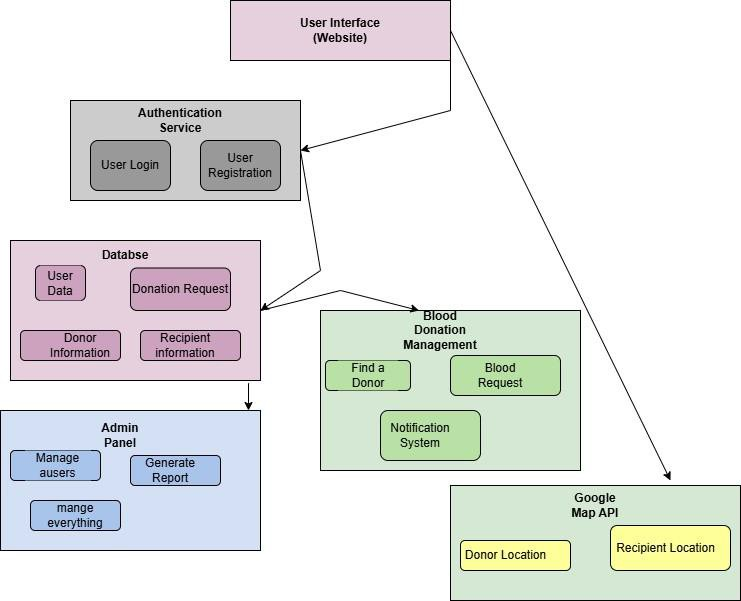 User Interface
(Website)
Authentication
Service
User Login
User
Registration
Databse
User
Data
Donation Request
Donor
Information
Recipient
information
Blood
Donation
Management
Find a
Donor
Blood
Request
Notification
System
Admin
Panel
Manage
ausers
Generate
Report
mange
everything
Google
Map API
Donor Location
Recipient Location